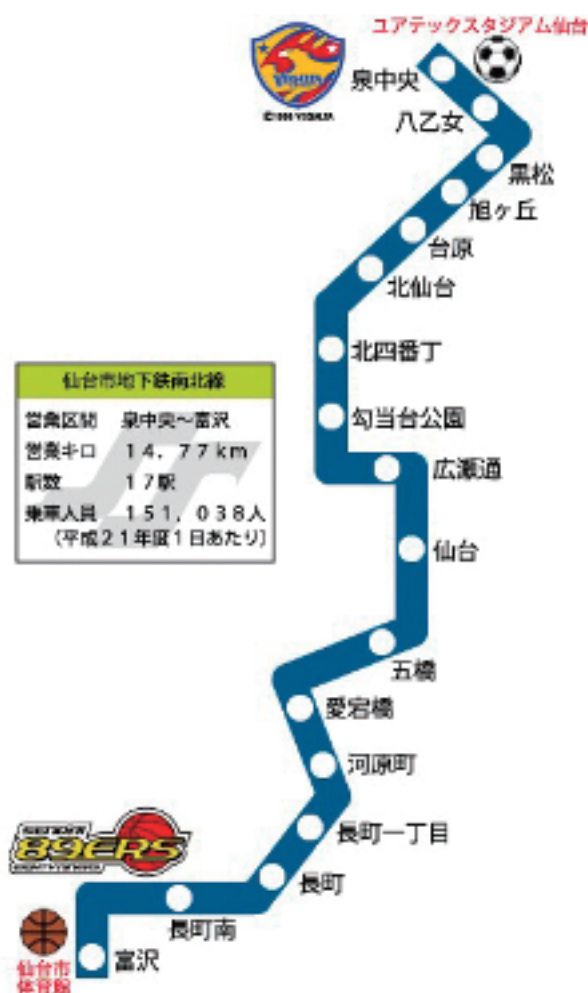 ユアテックスタジアム仙台
泉中央
八乙女
黒松
旭ヶ丘
台原
北仙台
北四番丁
勾当台公園
広瀬通
仙台
五橋
愛宕橋
河原町
長町一丁目
長町
長町南
富沢
仙台市地下鉄南北線
営業区間 泉中央～富沢
営業キロ 14．77km
駅数 17駅
乗車人員 151，038人
（平成21年度1日あたり）
SENDAI
89ERS
仙台市
体育館